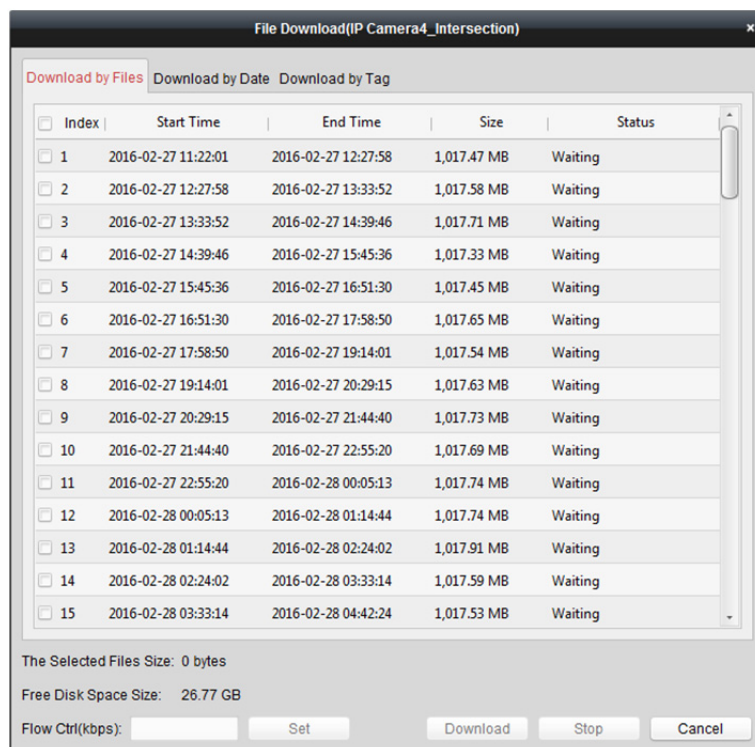 File Download(IP Camera4_Intersection) ×
Download by Files Download by Date Download by Tag
Index Start Time End Time Size Status
1 2016-02-27 11:22:01 2016-02-27 12:27:58 1,017.47 MB Waiting
2 2016-02-27 12:27:58 2016-02-27 13:33:52 1,017.58 MB Waiting
3 2016-02-27 13:33:52 2016-02-27 14:39:46 1,017.71 MB Waiting
4 2016-02-27 14:39:46 2016-02-27 15:45:36 1,017.33 MB Waiting
5 2016-02-27 15:45:36 2016-02-27 16:51:30 1,017.45 MB Waiting
6 2016-02-27 16:51:30 2016-02-27 17:58:50 1,017.65 MB Waiting
7 2016-02-27 17:58:50 2016-02-27 19:14:01 1,017.54 MB Waiting
8 2016-02-27 19:14:01 2016-02-27 20:29:15 1,017.63 MB Waiting
9 2016-02-27 20:29:15 2016-02-27 21:44:40 1,017.73 MB Waiting
10 2016-02-27 21:44:40 2016-02-27 22:55:20 1,017.69 MB Waiting
11 2016-02-27 22:55:20 2016-02-28 00:05:13 1,017.74 MB Waiting
12 2016-02-28 00:05:13 2016-02-28 01:14:44 1,017.74 MB Waiting
13 2016-02-28 01:14:44 2016-02-28 02:24:02 1,017.91 MB Waiting
14 2016-02-28 02:24:02 2016-02-28 03:33:14 1,017.59 MB Waiting
15 2016-02-28 03:33:14 2016-02-28 04:42:24 1,017.53 MB Waiting
The Selected Files Size: 0 bytes
Free Disk Space Size: 26.77 GB
Flow Ctrl(kbps): Set Download Stop Cancel